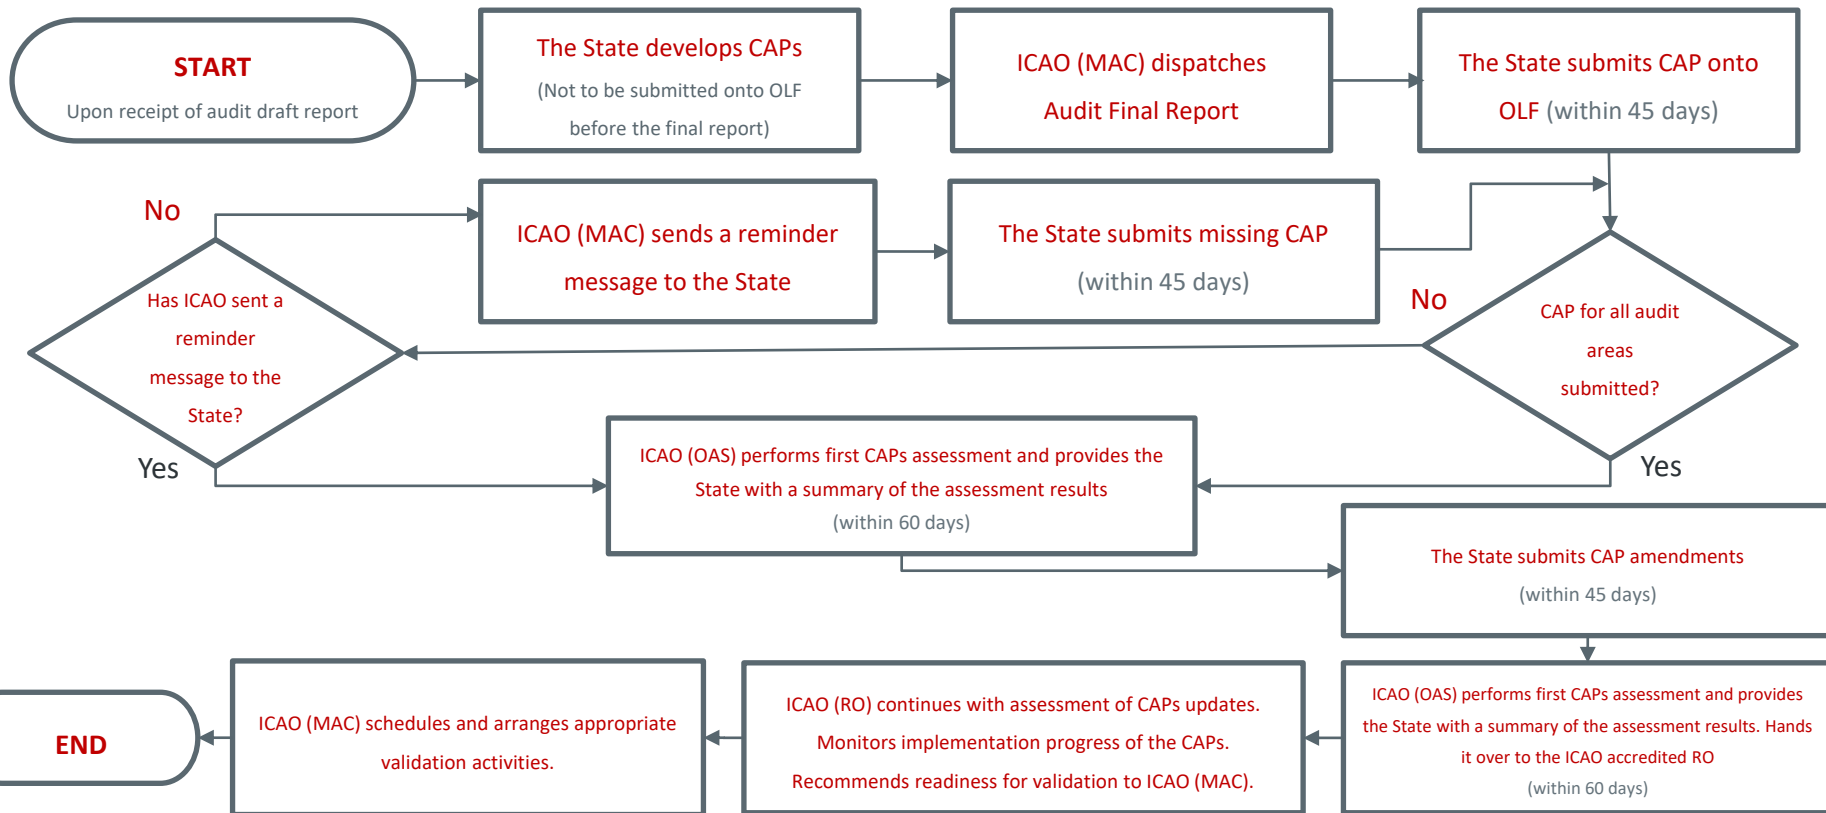 START
Upon receipt of audit draft report
The State develops CAPs
(Not to be submitted onto OLF
before the final report)
ICAO (MAC) dispatches
Audit Final Report
The State submits CAP onto
OLF (within 45 days)
No
ICAO (MAC) sends a reminder
message to the State
The State submits missing CAP
(within 45 days)
Has ICAO sent a
reminder
message to the
State?
No
CAP for all audit
areas
submitted?
Yes
ICAO (OAS) performs first CAPs assessment and provides the
State with a summary of the assessment results
(within 60 days)
Yes
The State submits CAP amendments
(within 45 days)
END
ICAO (MAC) schedules and arranges appropriate
validation activities.
ICAO (RO) continues with assessment of CAPs updates.
Monitors implementation progress of the CAPs.
Recommends readiness for validation to ICAO (MAC).
ICAO (OAS) performs first CAPs assessment and provides
the State with a summary of the assessment results. Hands
it over to the ICAO accredited RO
(within 60 days)